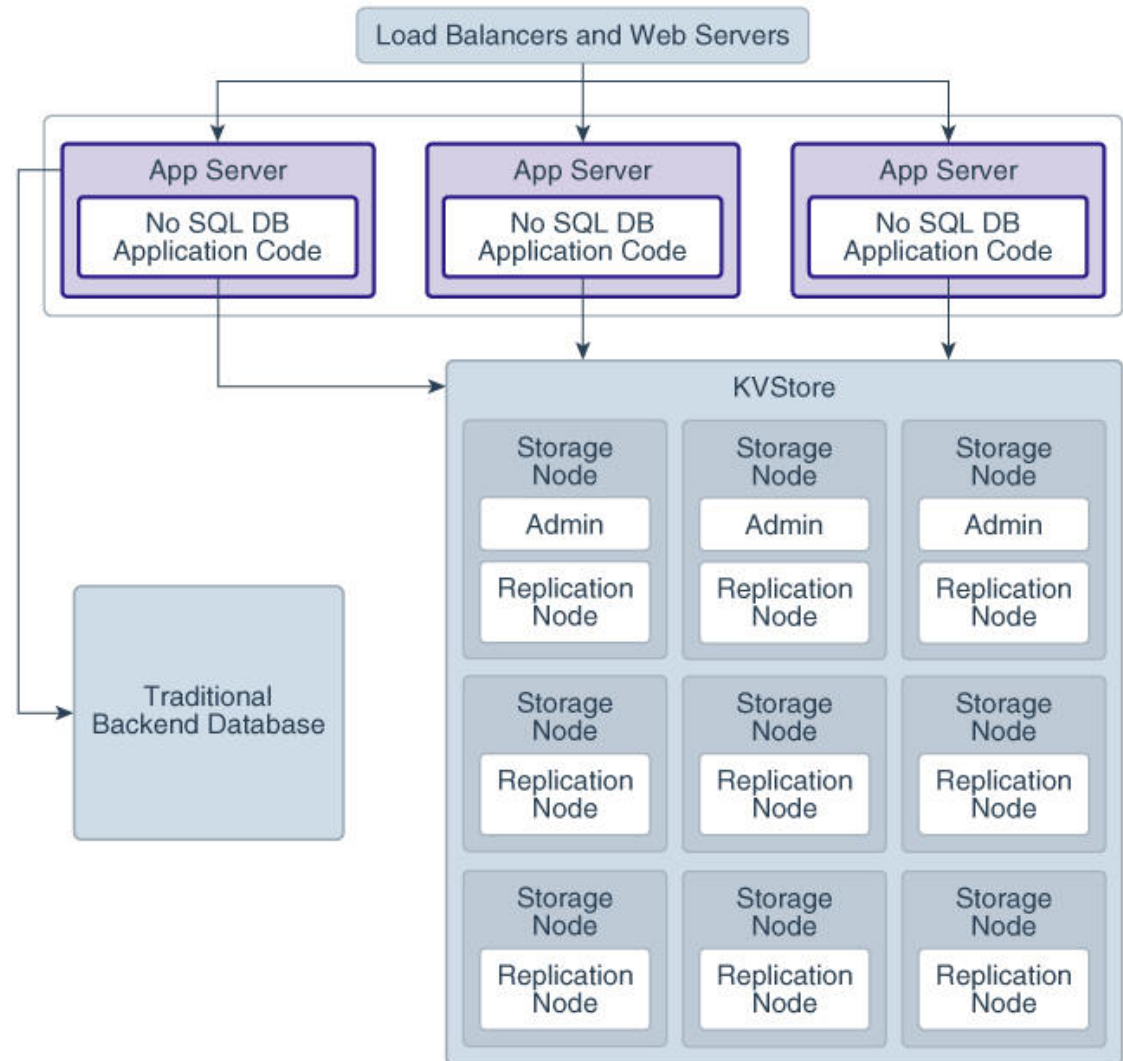 Load Balancers and Web Servers
App Server
No SQL DB
Application Code
App Server
No SQL DB
Application Code
App Server
No SQL DB
Application Code
KVStore
Storage
Node
Admin
Replication
Node
Storage
Node
Admin
Replication
Node
Storage
Node
Admin
Replication
Node
Traditional
Backend Database
Storage
Node
Replication
Node
Storage
Node
Replication
Node
Storage
Node
Replication
Node
Storage
Node
Replication
Node
Storage
Node
Replication
Node
Storage
Node
Replication
Node